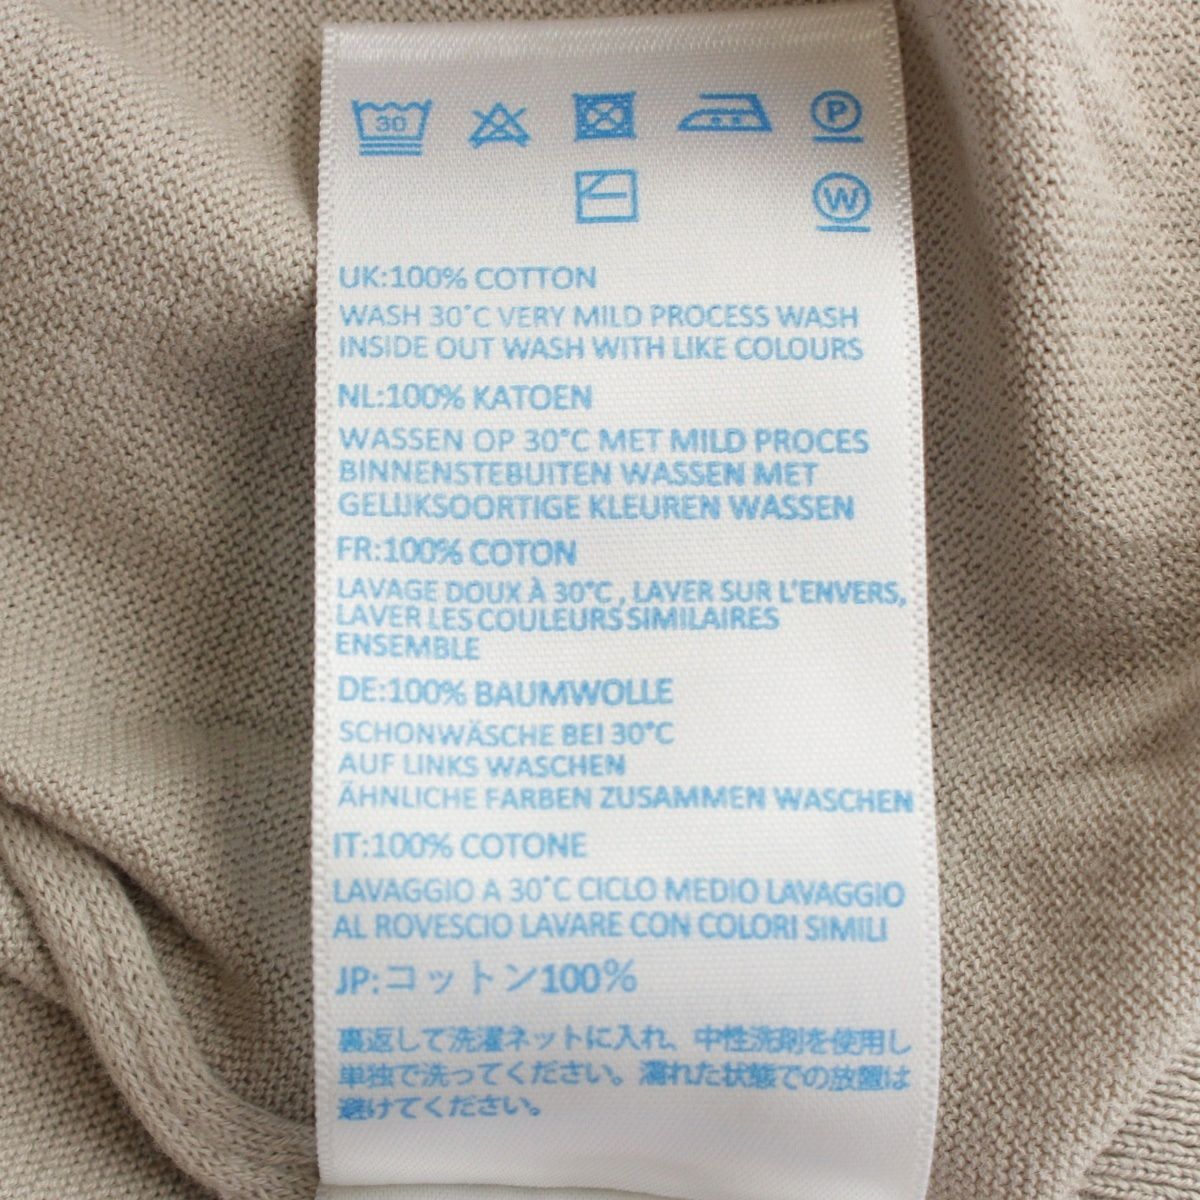 30
P
W
UK:100% COTTON
WASH 30°C VERY MILD PROCESS WASH
INSIDE OUT WASH WITH LIKE COLOURS
NL:100% KATOEN
WASSEN OP 30°C MET MILD PROCES
BINNENSTEBUITEN WASSEN MET
GELIJKSOORTIGE KLEUREN WASSEN
FR:100% COTON
LAVAGE DOUX À 30°C , LAVER SUR L'ENVERS,
LAVER LES COULEURS SIMILAIRES
ENSEMBLE
DE:100% BAUMWOLLE
SCHONWÄSCHE BEI 30°C
AUF LINKS WASCHEN
ÄHNLICHE FARBEN ZUSAMMEN WASCHEN
IT:100% COTONE
LAVAGGIO A 30°C CICLO MEDIO LAVAGGIO
AL ROVESCIO LAVARE CON COLORI SIMILI
JP:コットン100%
裏返して洗濯ネットに入れ、中性洗剤を使用し
単独で洗ってください。濡れた状態での放置は
避けてください。